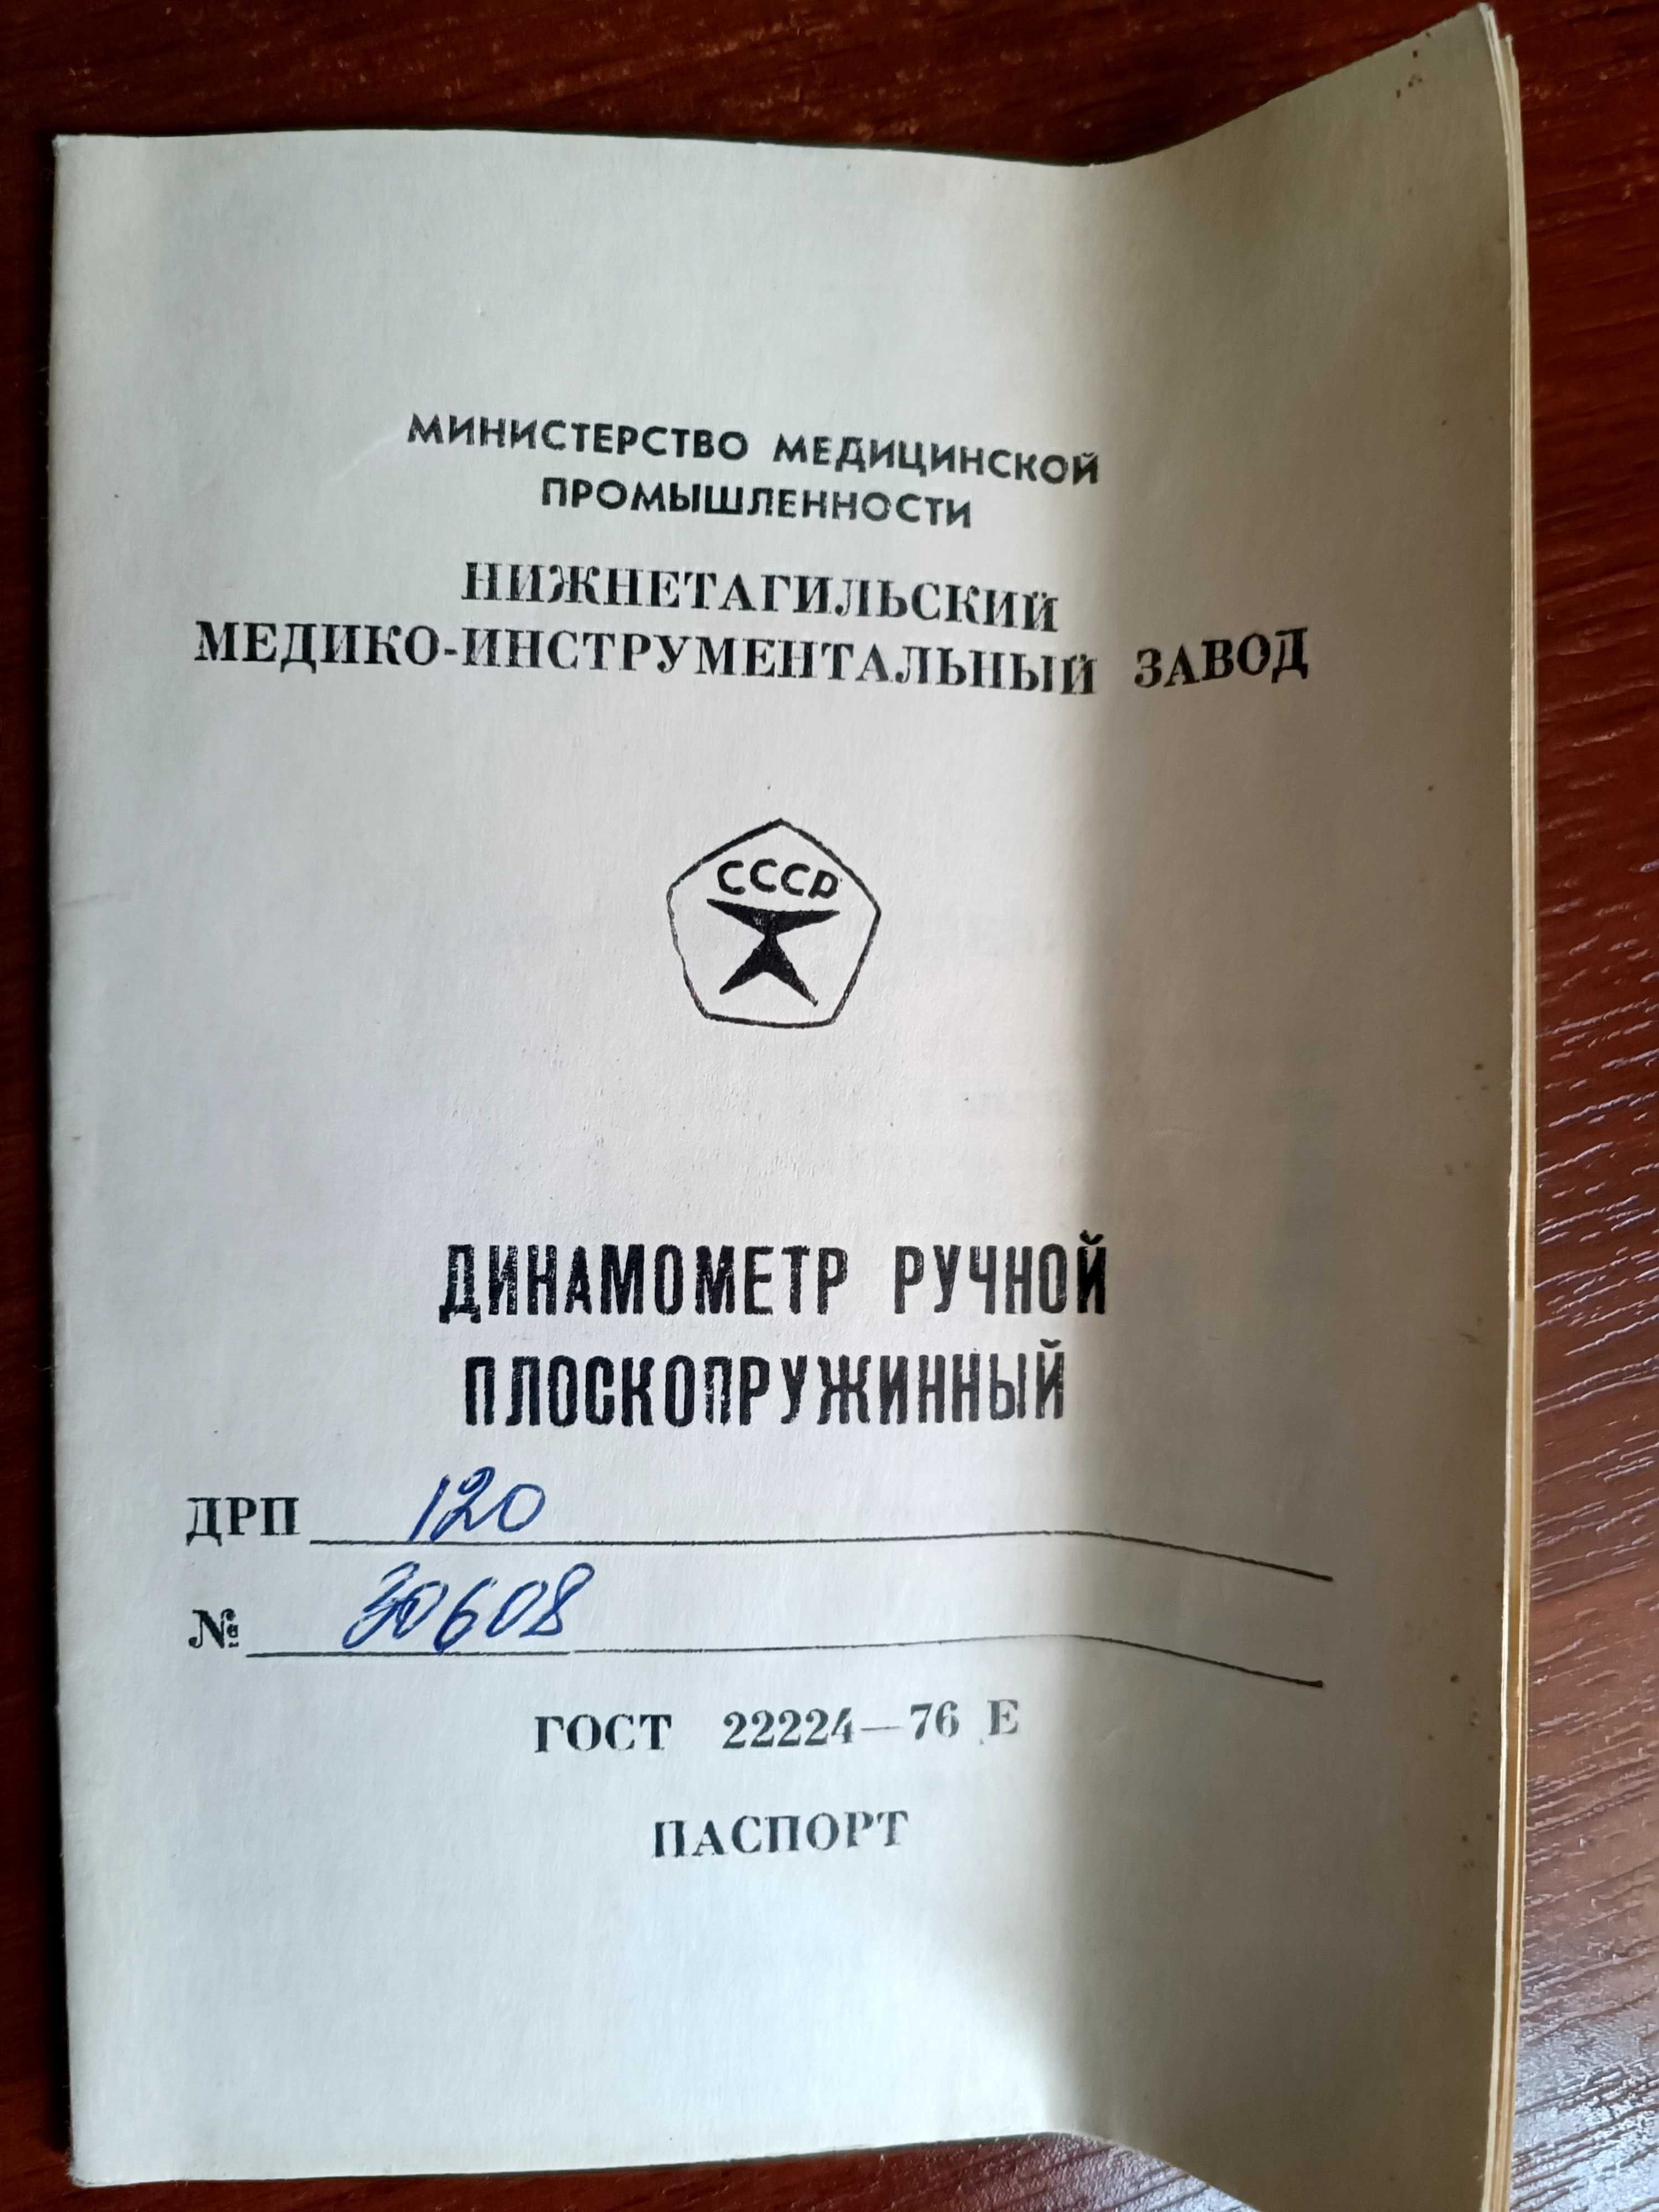 МИНИСТЕРСТВО МЕДИЦИНСКОЙ
ПРОМЫШЛЕННОСТИ
НИЖНЕТАГИЛЬСКИЙ
МЕДИКО-ИНСТРУМЕНТАЛЬНЫЙ ЗАВОД
СССР
ДИНАМОМЕТР РУЧНОЙ
ПЛОСКОПРУЖИННЫЙ
ДРП 120
№ 30608
ГОСТ 22224—76 Е
ПАСПОРТ